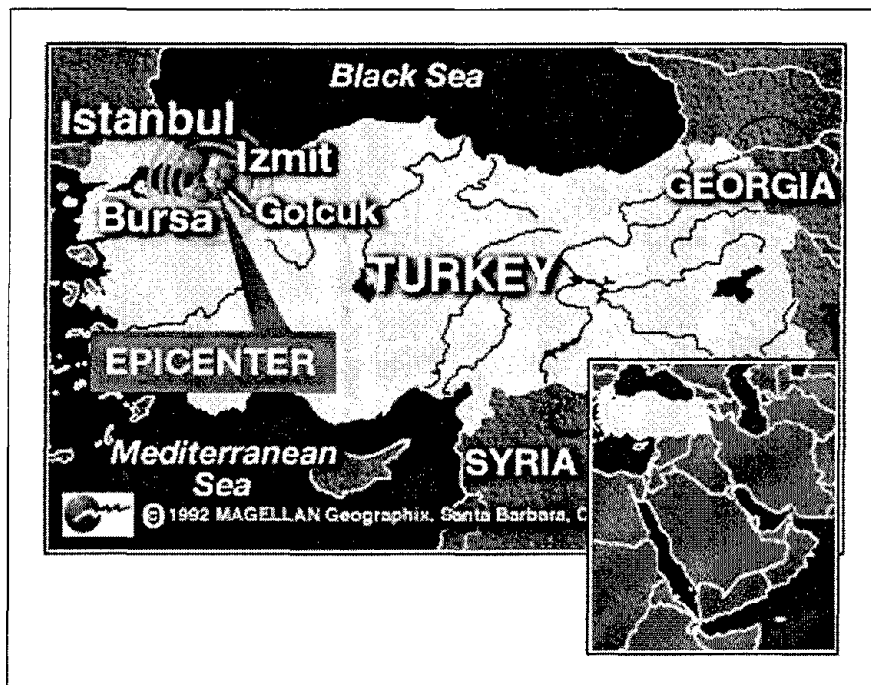 Black Sea
Istanbul
Izmit
GEORGIA
Bursa
Golcuk
TURKEY
EPICENTER
Mediterranean
Sea
SYRIA
© 1992 MAGELLAN Geographix. Santa Barbara, C